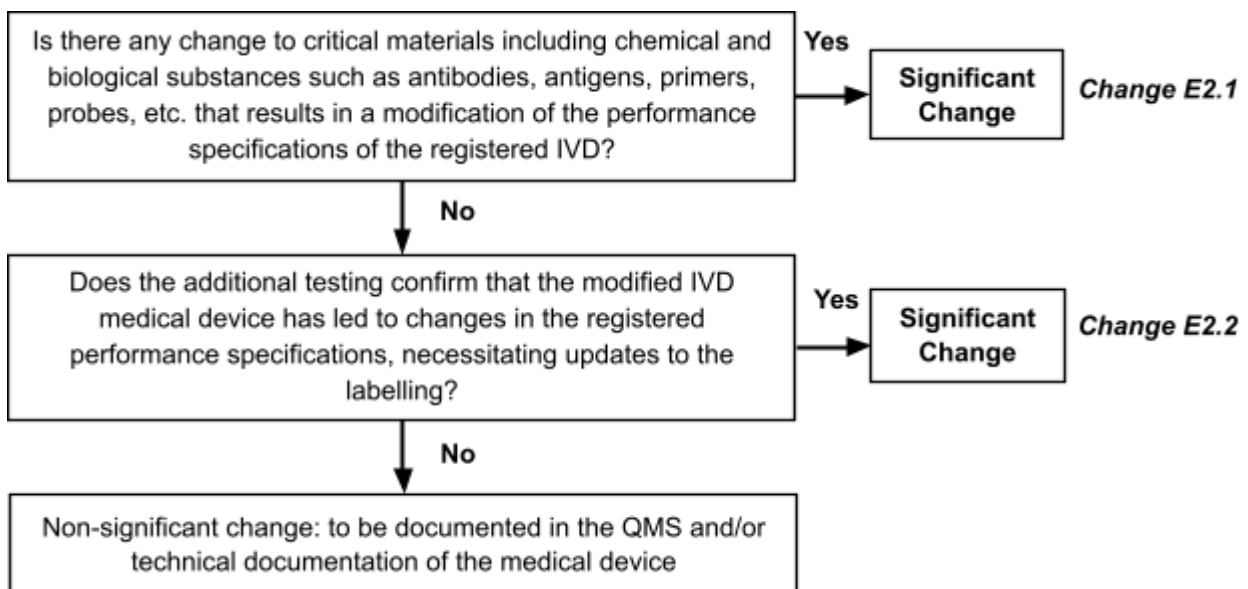 Is there any change to critical materials including chemical and
biological substances such as antibodies, antigens, primers,
probes, etc. that results in a modification of the performance
specifications of the registered IVD?
Yes
Significant
Change
Change E2.1
No
Does the additional testing confirm that the modified IVD
medical device has led to changes in the registered
performance specifications, necessitating updates to the
labelling?
Yes
Significant
Change
Change E2.2
No
Non-significant change: to be documented in the QMS and/or
technical documentation of the medical device